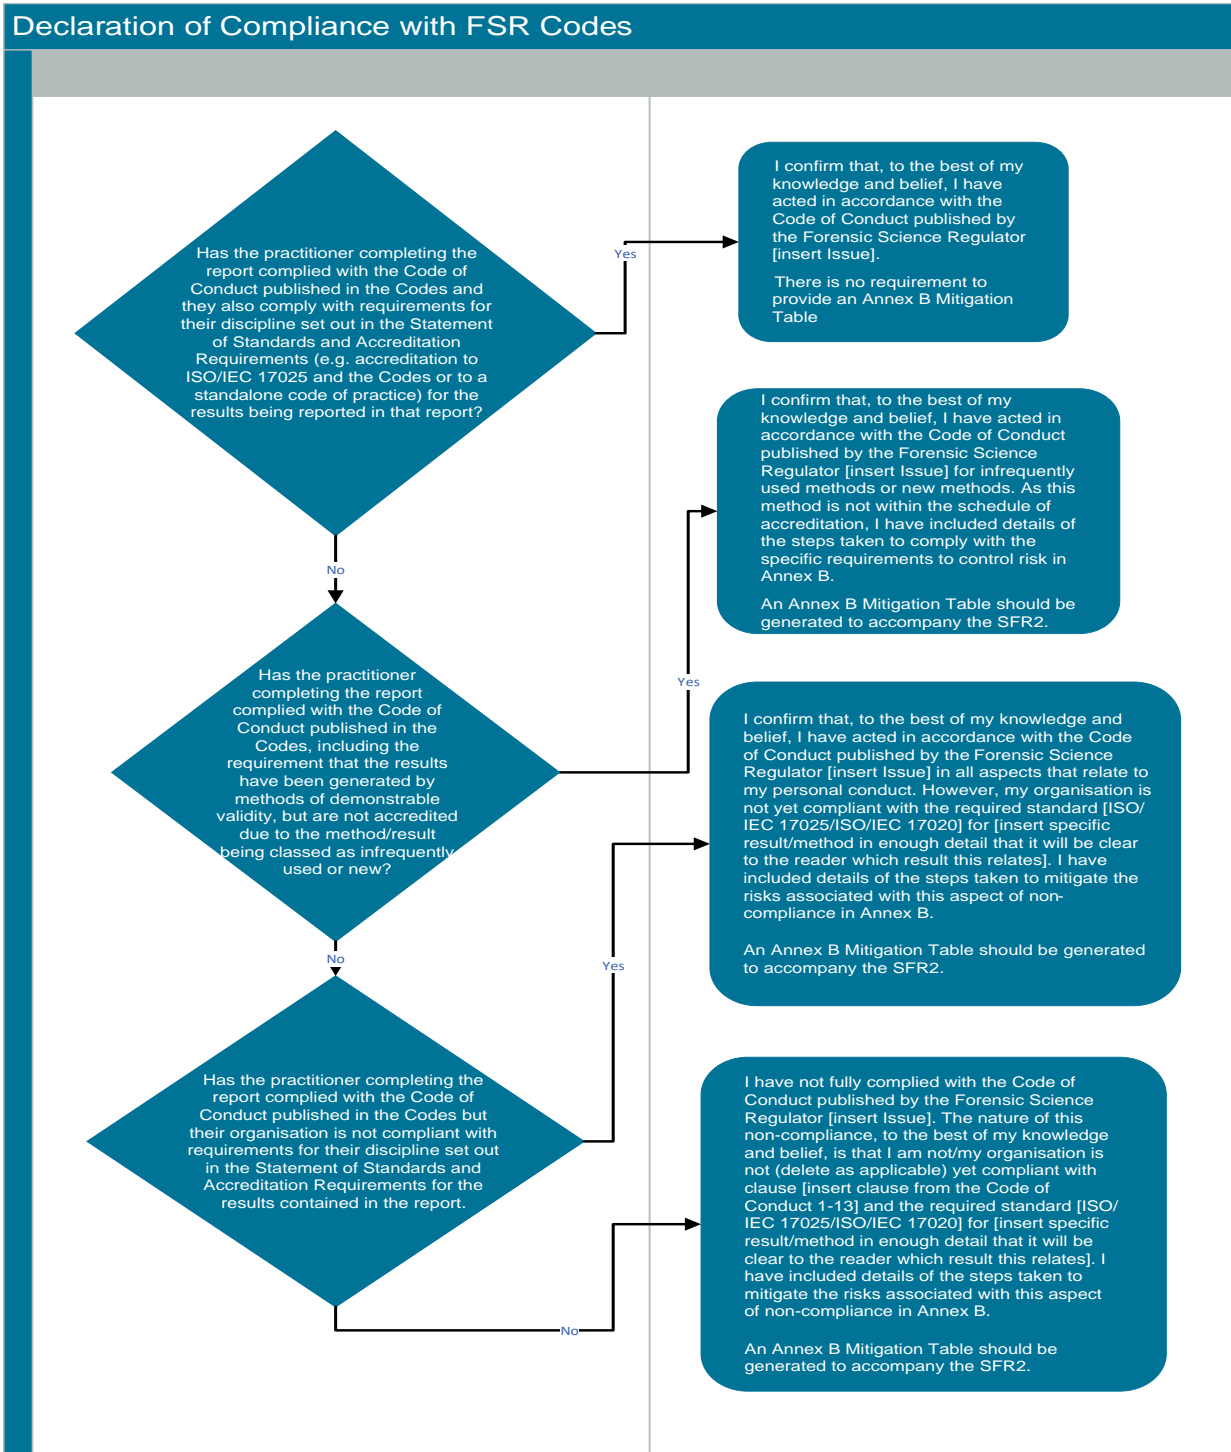 Declaration of Compliance with FSR Codes
Has the practitioner completing the
report complied with the Code of
Conduct published in the Codes and
they also comply with requirements for
their discipline set out in the Statement
of Standards and Accreditation
Requirements (e.g. accreditation to
ISO/IEC 17025 and the Codes or to a
standalone code of practice) for the
results being reported in that report?
Yes
I confirm that, to the best of my
knowledge and belief, I have
acted in accordance with the
Code of Conduct published by
the Forensic Science Regulator
[insert Issue].
There is no requirement to
provide an Annex B Mitigation
Table
No
Has the practitioner
completing the report
complied with the Code of
Conduct published in the
Codes, including the
requirement that the results
have been generated by
methods of demonstrable
validity, but are not accredited
due to the method/result
being classed as infrequently
used or new?
Yes
I confirm that, to the best of my
knowledge and belief, I have acted in
accordance with the Code of Conduct
published by the Forensic Science
Regulator [insert Issue] for infrequently
used methods or new methods. As this
method is not within the schedule of
accreditation, I have included details of
the steps taken to comply with the
specific requirements to control risk in
Annex B.
An Annex B Mitigation Table should be
generated to accompany the SFR2.
No
Has the practitioner completing the
report complied with the Code of
Conduct published in the Codes but
their organisation is not compliant with
requirements for their discipline set out
in the Statement of Standards and
Accreditation Requirements for the
results contained in the report.
Yes
I confirm that, to the best of my knowledge and
belief, I have acted in accordance with the Code
of Conduct published by the Forensic Science
Regulator [insert Issue] in all aspects that relate to
my personal conduct. However, my organisation is
not yet compliant with the required standard [ISO/
IEC 17025/ISO/IEC 17020] for [insert specific
result/method in enough detail that it will be clear
to the reader which result this relates]. I have
included details of the steps taken to mitigate the
risks associated with this aspect of non-
compliance in Annex B.
An Annex B Mitigation Table should be generated
to accompany the SFR2.
No
I have not fully complied with the Code of
Conduct published by the Forensic Science
Regulator [insert Issue]. The nature of this
non-compliance, to the best of my knowledge
and belief, is that I am not/my organisation is
not (delete as applicable) yet compliant with
clause [insert clause from the Code of
Conduct 1-13] and the required standard [ISO/
IEC 17025/ISO/IEC 17020] for [insert specific
result/method in enough detail that it will be
clear to the reader which result this relates]. I
have included details of the steps taken to
mitigate the risks associated with this aspect
of non-compliance in Annex B.
An Annex B Mitigation Table should be
generated to accompany the SFR2.